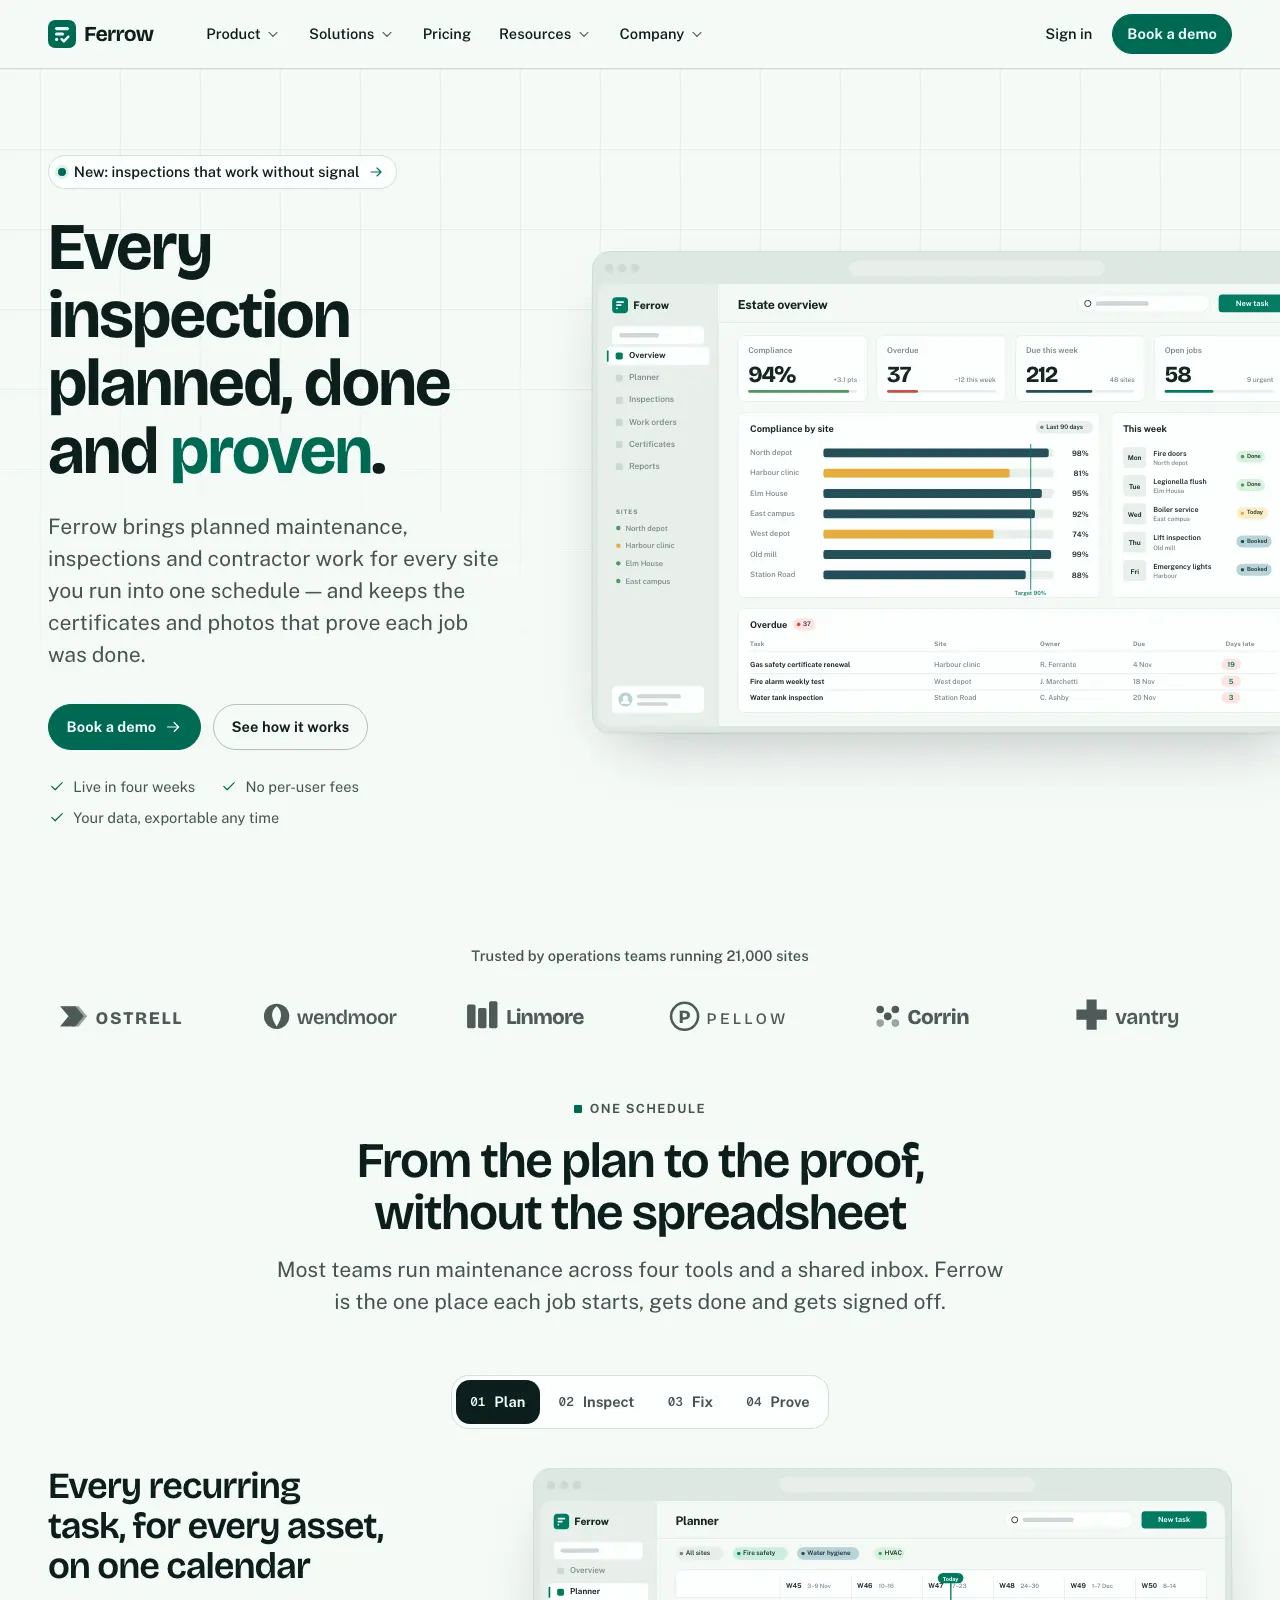 Ferrow
Product
Solutions
Pricing
Resources
Company
Sign in
Book a demo
New: inspections that work without signal
Every
inspection
planned, done
and proven.
Ferrow brings planned maintenance,
inspections and contractor work for every site
you run into one schedule — and keeps the
certificates and photos that prove each job
was done.
Book a demo
See how it works
Live in four weeks
No per-user fees
Your data, exportable any time
Ferrow
Overview
Planner
Inspections
Work orders
Certificates
Reports
SITES
North depot
Harbour clinic
Elm House
East campus
Estate overview
New task
Compliance
94%
+3.1 pts
Overdue
37
−12 this week
Due this week
212
48 sites
Open jobs
58
9 urgent
Compliance by site
Last 90 days
North depot 98%
Harbour clinic 81%
Elm House 95%
East campus 92%
West depot 74%
Old mill 99%
Station Road 88%
Target 90%
This week
Mon Fire doors Done
North depot
Tue Legionella flush Done
Elm House
Wed Boiler service Today
East campus
Thu Lift inspection Booked
Old mill
Fri Emergency lights Booked
Harbour
Overdue 37
Task Site Owner Due Days late
Gas safety certificate renewal Harbour clinic R. Ferrante 4 Nov 19
Fire alarm weekly test West depot J. Marchetti 18 Nov 5
Water tank inspection Station Road C. Ashby 20 Nov 3
Trusted by operations teams running 21,000 sites
OSTRELL
wendmoor
Linmore
PELLOW
Corrin
vantry
ONE SCHEDULE
From the plan to the proof,
without the spreadsheet
Most teams run maintenance across four tools and a shared inbox. Ferrow
is the one place each job starts, gets done and gets signed off.
01 Plan
02 Inspect
03 Fix
04 Prove
Every recurring
task, for every asset,
on one calendar
Ferrow
Overview
Planner
Planner
New task
All sites
Fire safety
Water hygiene
HVAC
Today
W45 3–9 Nov
W46 10–16
W47
W48 24–30
W49 1–7 Dec
W50 8–14